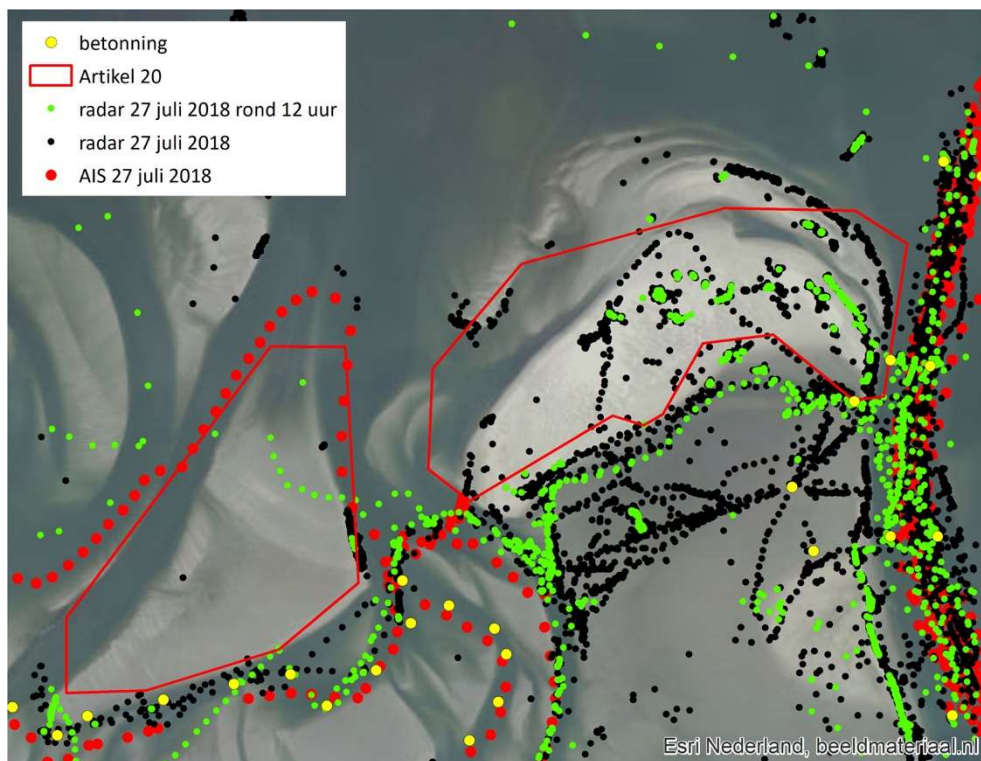 betonning
Artikel 20
radar 27 juli 2018 rond 12 uur
radar 27 juli 2018
AIS 27 juli 2018
Esri Nederland, beeldmateriaal.nl